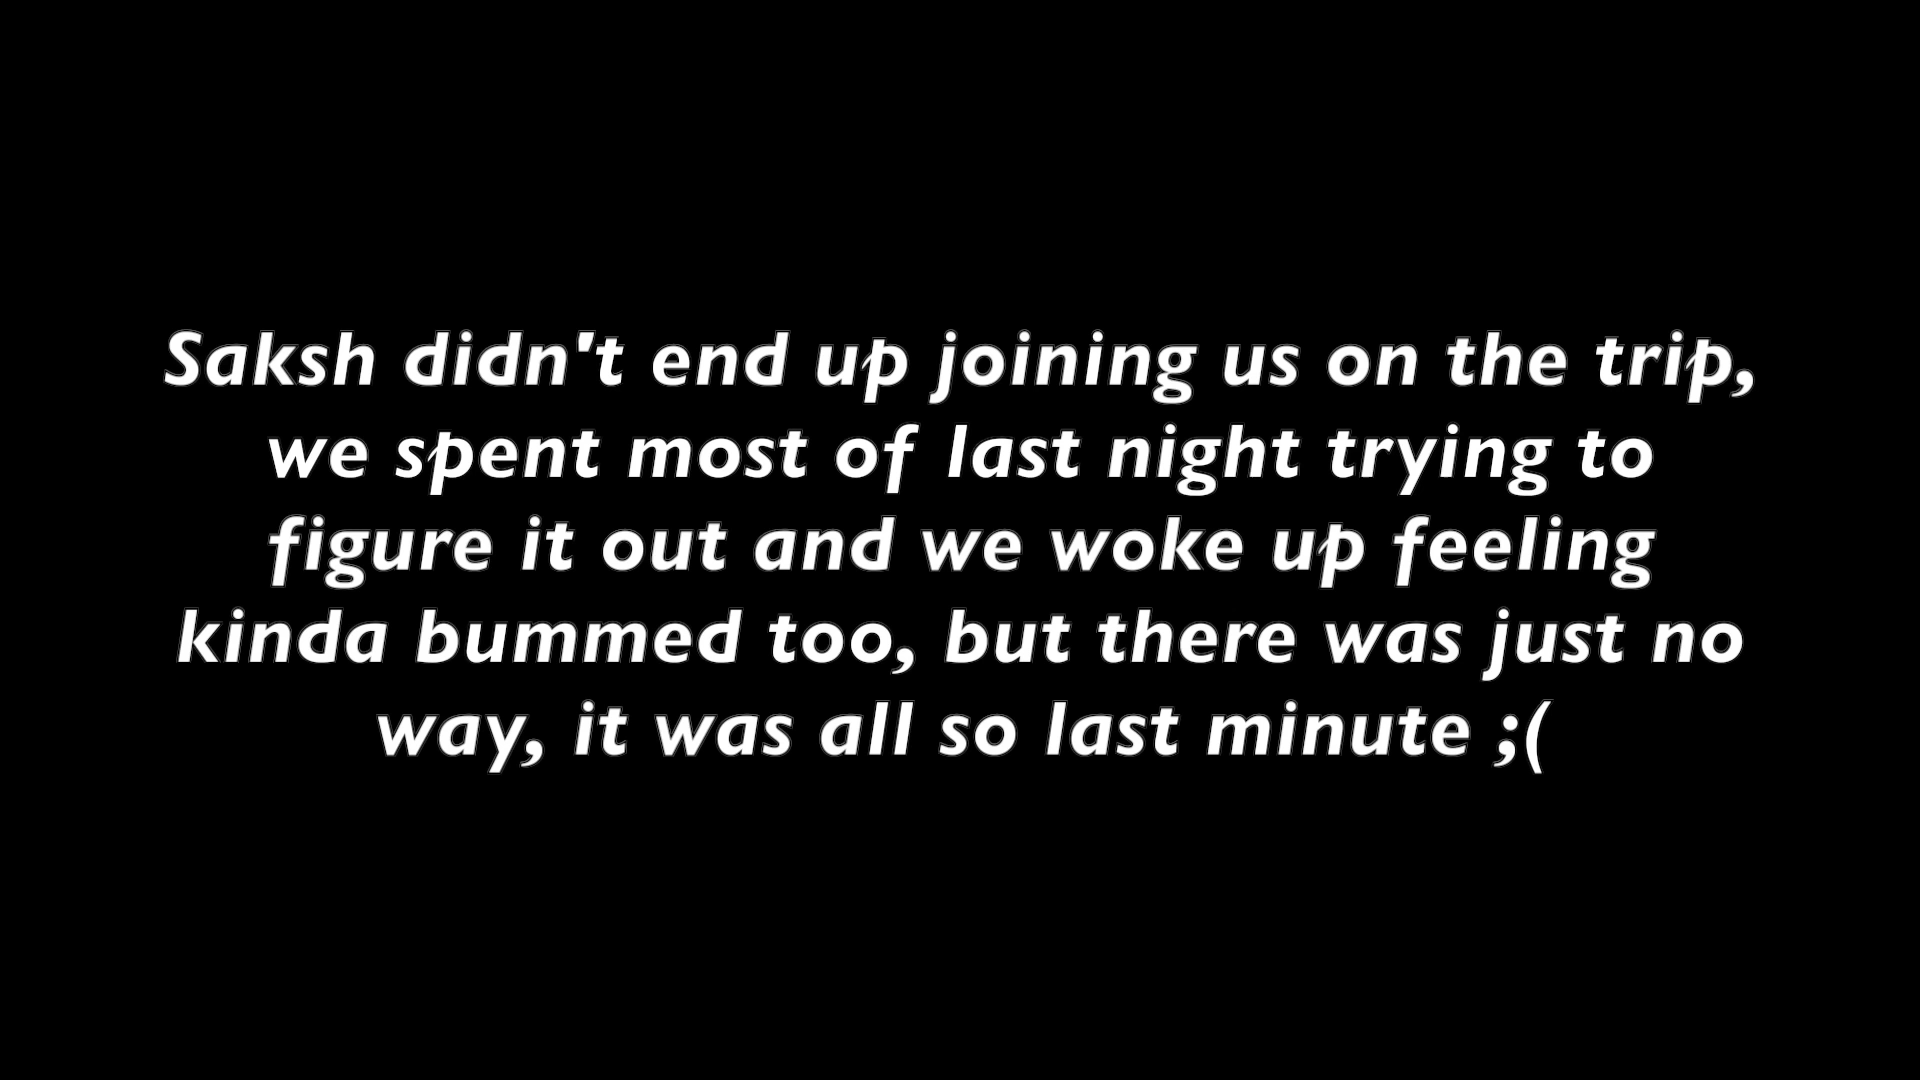 Saksh didn't end up joining us on the trip,
we spent most of last night trying to
figure it out and we woke up feeling
kinda bummed too, but there was just no
way, it was all so last minute ;(